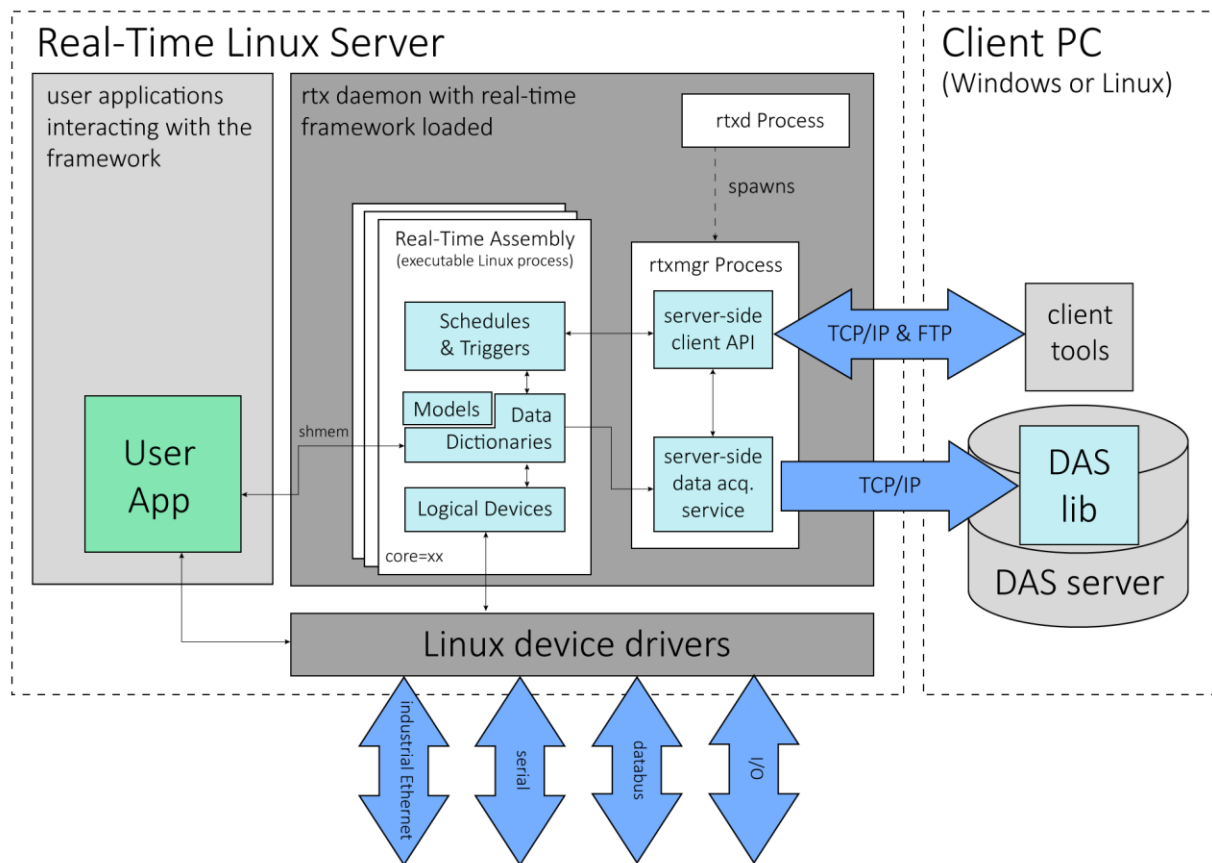 Real-Time Linux Server
user applications
interacting with the
framework
User
App
rtx daemon with real-time
framework loaded
rtxd Process
spawns
Real-Time Assembly
(executable Linux process)
Schedules
& Triggers
Models
Data
Dictionaries
Logical Devices
core=xx
shmem
rtxmgr Process
server-side
client API
server-side
data acq.
service
Linux device drivers
industrial Ethernet
serial
databus
I/O
Client PC
(Windows or Linux)
TCP/IP & FTP
client
tools
TCP/IP
DAS
lib
DAS server